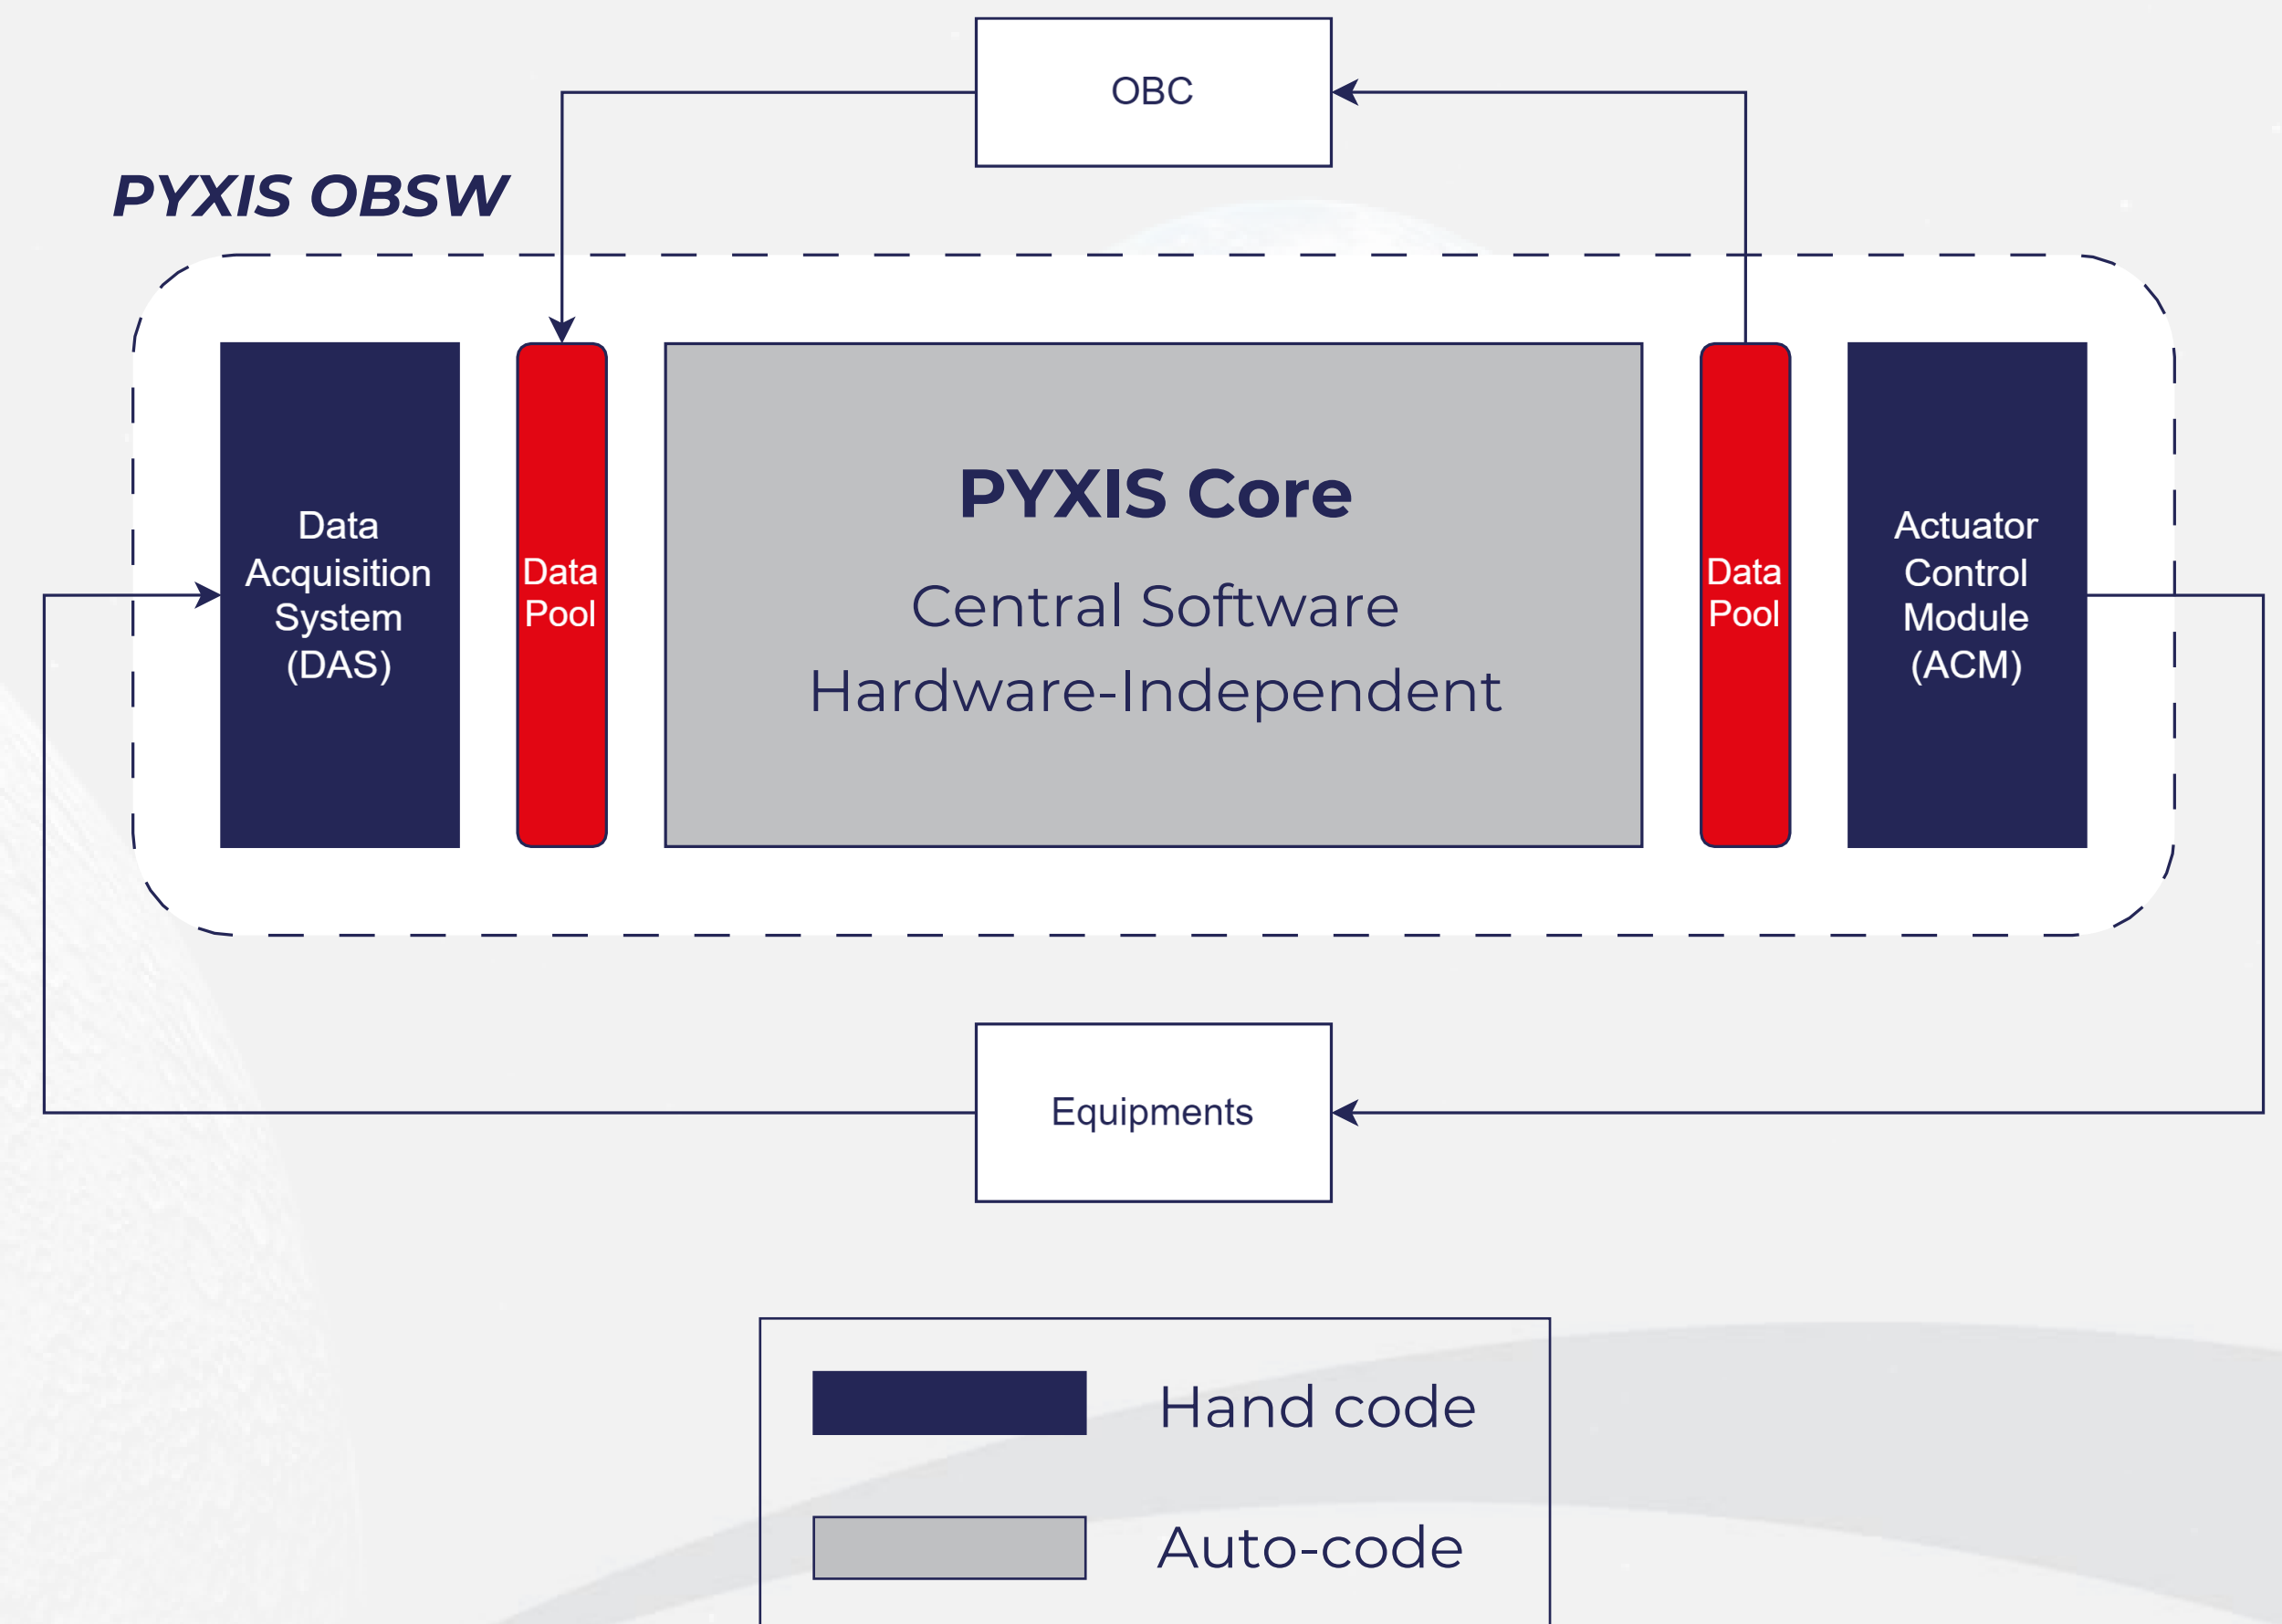 OBC
PYXIS OBSW
Data
Acquisition
System
(DAS)
Data
Pool
PYXIS Core
Central Software
Hardware-Independent
Data
Pool
Actuator
Control
Module
(ACM)
Equipments
Hand code
Auto-code